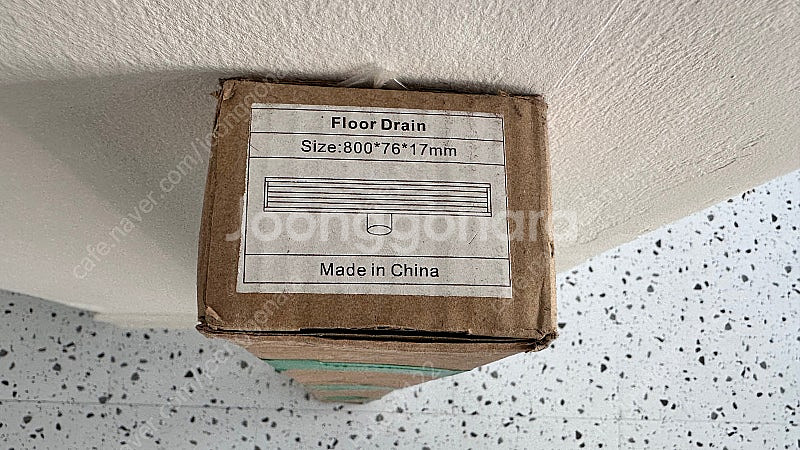 Floor Drain
Size:800*76*17mm
Joonggonara
Made in China
cafe.naver.com/joonggonara